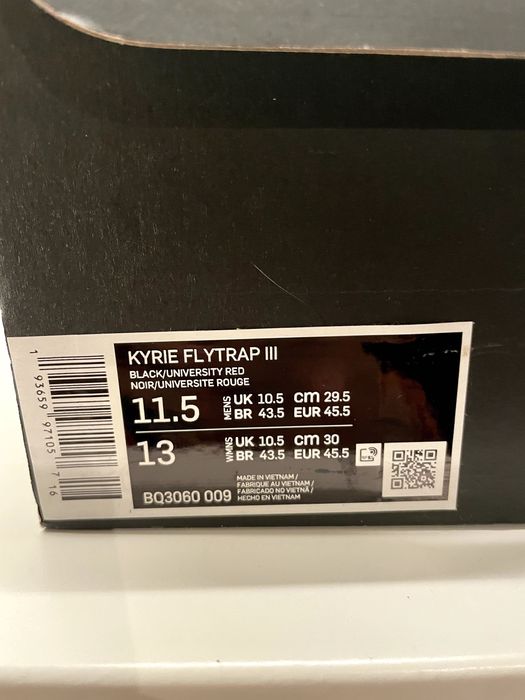 KYRIE FLYTRAP III
BLACK/UNIVERSITY RED
NOIR/UNIVERSITE ROUGE
11.5 MENS UK 10.5 cm 29.5
BR 43.5 EUR 45.5
13 WMNS UK 10.5 cm 30
BR 43.5 EUR 45.5
BQ3060 009
MADE IN VIETNAM /
FABRIQUE AU VIETNAM /
FABRICADO NO VIETNÃ /
HECHO EN VIETNAM
1 93659 97105 7 16